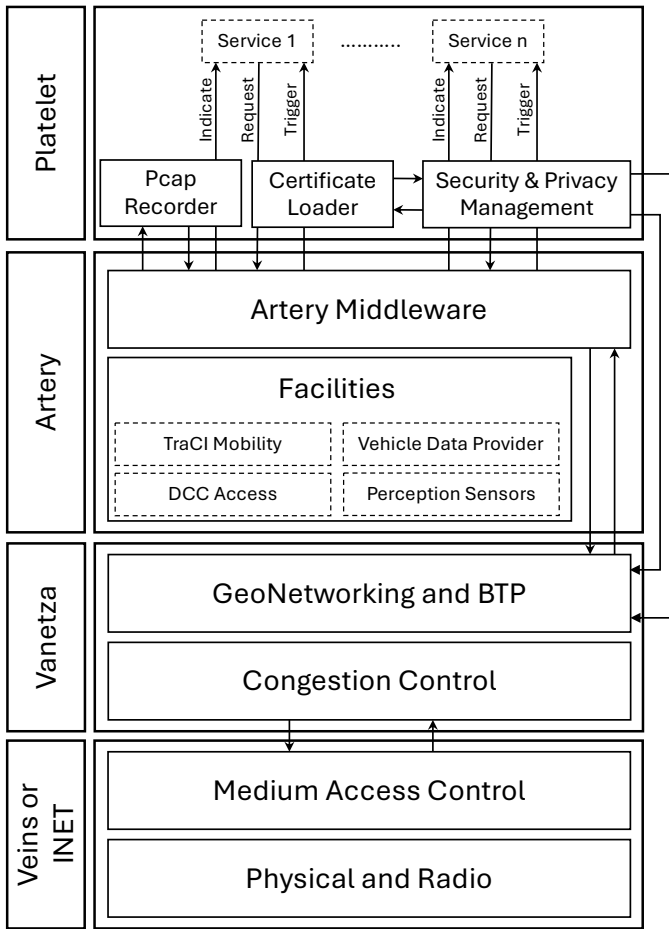 Platelet
Service 1
...........
Service n
Indicate
Request
Trigger
Indicate
Request
Trigger
Pcap
Recorder
Certificate
Loader
Security & Privacy
Management
Artery
Artery Middleware
Facilities
TraCI Mobility
Vehicle Data Provider
DCC Access
Perception Sensors
Vanetza
GeoNetworking and BTP
Congestion Control
Veins or
INET
Medium Access Control
Physical and Radio